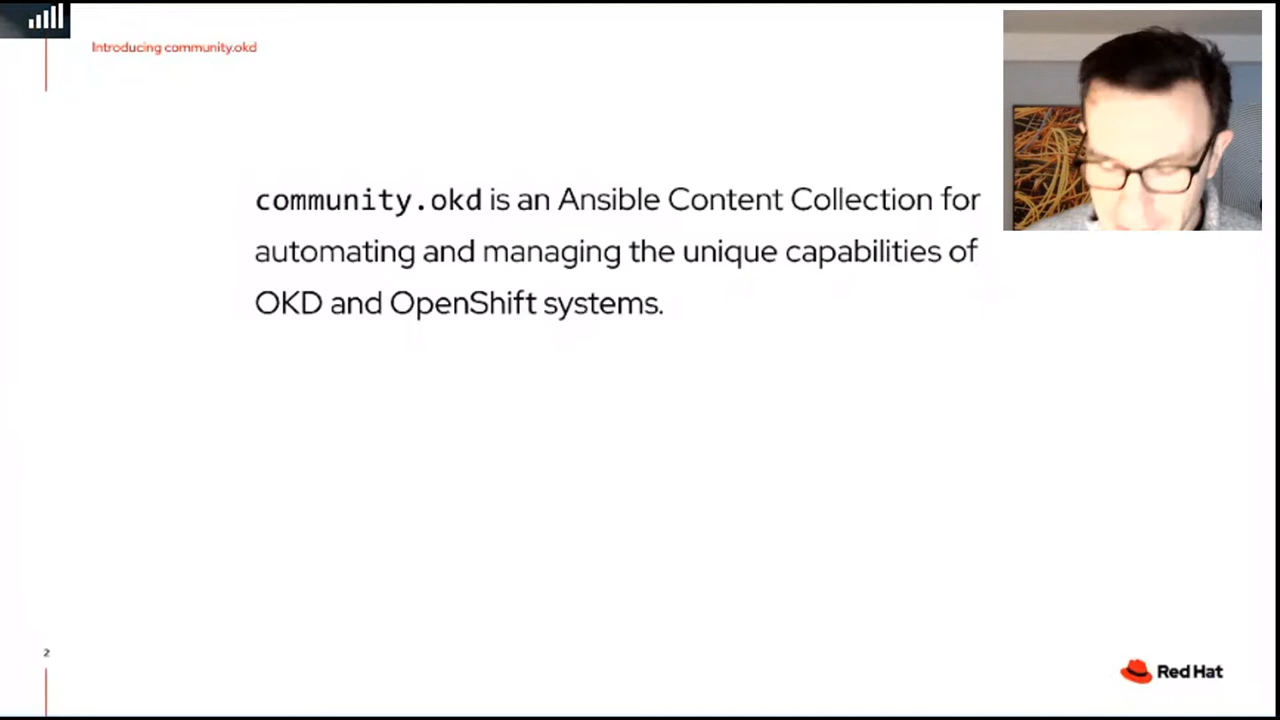 Introducing community.okd
community.okd is an Ansible Content Collection for
automating and managing the unique capabilities of
OKD and OpenShift systems.
2
Red Hat